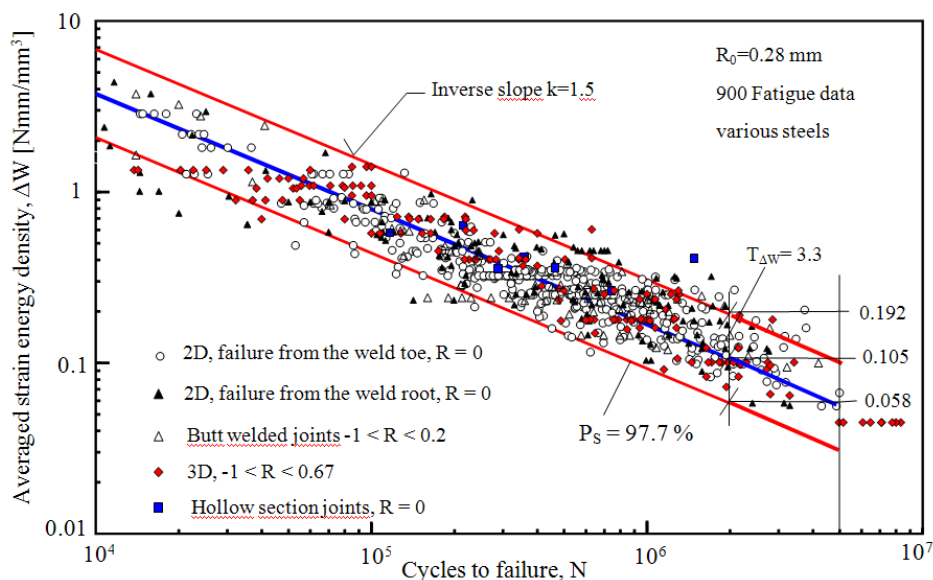 10
R₀=0.28 mm
Inverse slope k=1.5
900 Fatigue data
various steels
1
T_ΔW = 3.3
0.192
0.105
0.1
2D, failure from the weld toe, R = 0
0.058
2D, failure from the weld root, R = 0
P_S = 97.7 %
Butt welded joints -1 < R < 0.2
3D, -1 < R < 0.67
Hollow section joints, R = 0
0.01
10⁴
10⁵
10⁶
10⁷
Cycles to failure, N
Averaged strain energy density, ΔW [Nmm/mm³]